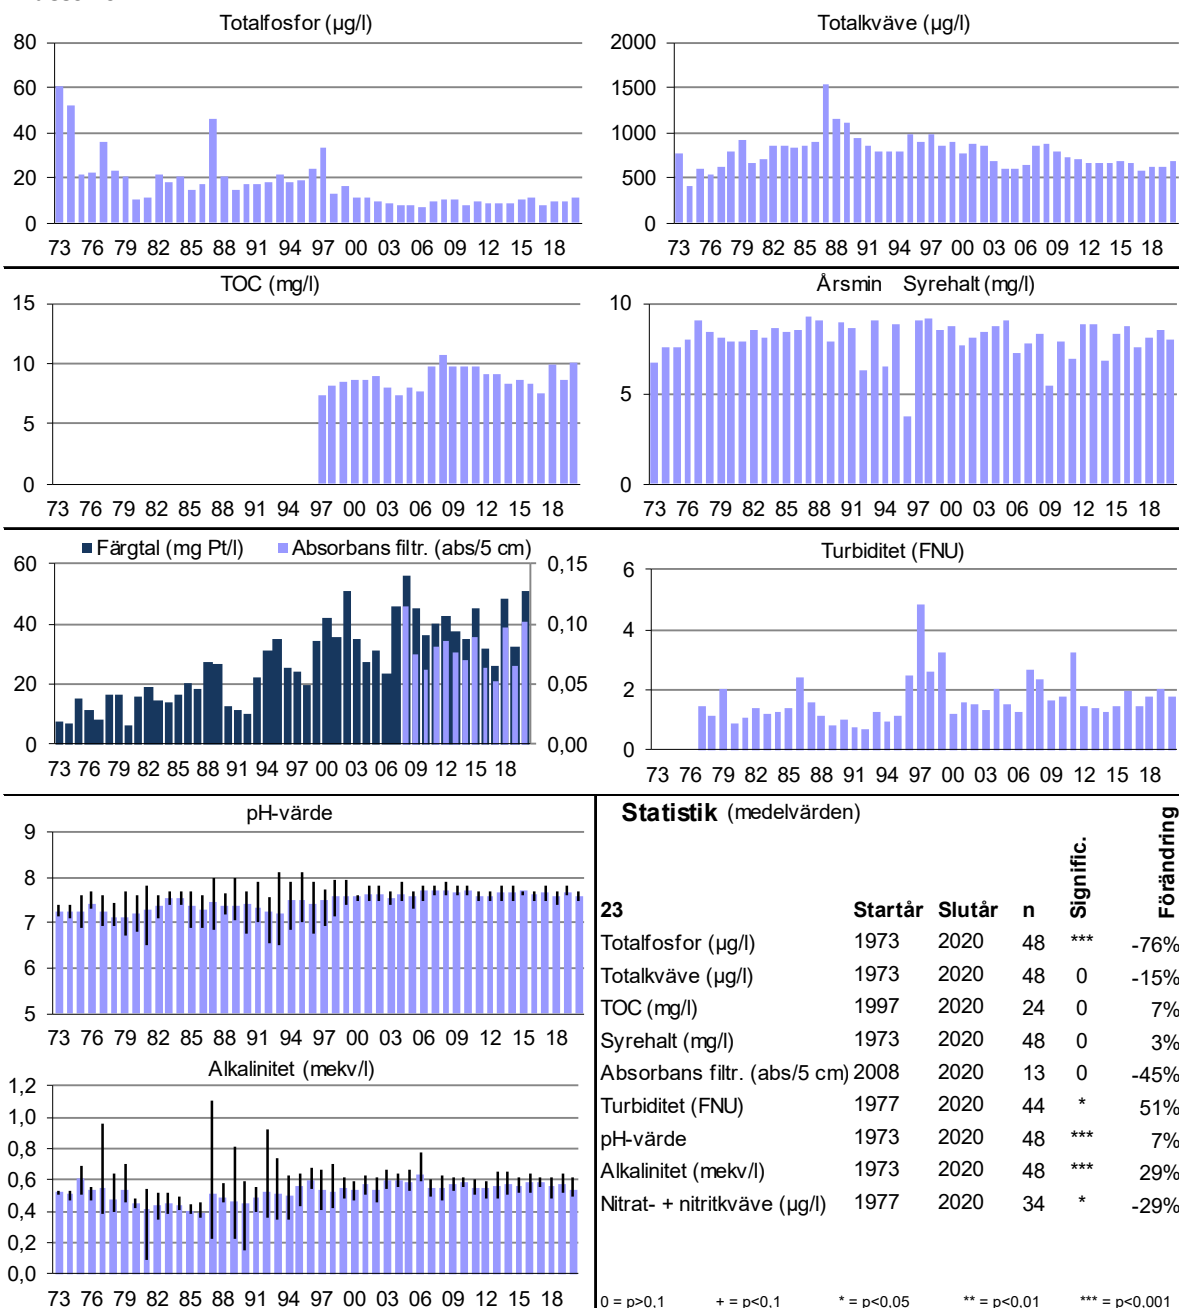 Totalfosfor (µg/l)
80
60
40
20
0
73 76 79 82 85 88 91 94 97 00 03 06 09 12 15 18
Totalkväve (µg/l)
2000
1500
1000
500
0
73 76 79 82 85 88 91 94 97 00 03 06 09 12 15 18
TOC (mg/l)
15
10
5
0
73 76 79 82 85 88 91 94 97 00 03 06 09 12 15 18
Årsmin Syrehalt (mg/l)
10
5
0
73 76 79 82 85 88 91 94 97 00 03 06 09 12 15 18
Färgtal (mg Pt/l) Absorbans filtr. (abs/5 cm)
60 0,15
40 0,10
20 0,05
0 0,00
73 76 79 82 85 88 91 94 97 00 03 06 09 12 15 18
Turbiditet (FNU)
6
4
2
0
73 76 79 82 85 88 91 94 97 00 03 06 09 12 15 18
pH-värde
9
8
7
6
5
73 76 79 82 85 88 91 94 97 00 03 06 09 12 15 18
Alkalinitet (mekv/l)
1,2
1,0
0,8
0,6
0,4
0,2
0,0
73 76 79 82 85 88 91 94 97 00 03 06 09 12 15 18
Statistik (medelvärden)
23 Startår Slutår n Signific. Förändring
Totalfosfor (µg/l) 1973 2020 48 *** -76%
Totalkväve (µg/l) 1973 2020 48 0 -15%
TOC (mg/l) 1997 2020 24 0 7%
Syrehalt (mg/l) 1973 2020 48 0 3%
Absorbans filtr. (abs/5 cm) 2008 2020 13 0 -45%
Turbiditet (FNU) 1977 2020 44 * 51%
pH-värde 1973 2020 48 *** 7%
Alkalinitet (mekv/l) 1973 2020 48 *** 29%
Nitrat- + nitritkväve (µg/l) 1977 2020 34 * -29%
0 = p>0,1 + = p<0,1 * = p<0,05 ** = p<0,01 *** = p<0,001